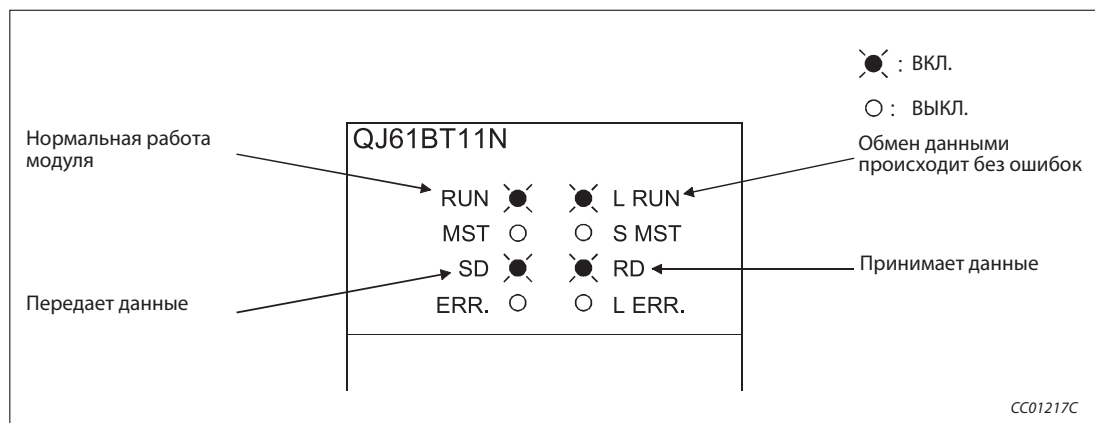 : ВКЛ.
: ВЫКЛ.
Нормальная работа
модуля
QJ61BT11N
Обмен данными
происходит без ошибок
RUN L RUN
MST S MST
SD RD
ERR. L ERR.
Принимает данные
Передает данные
CC01217C